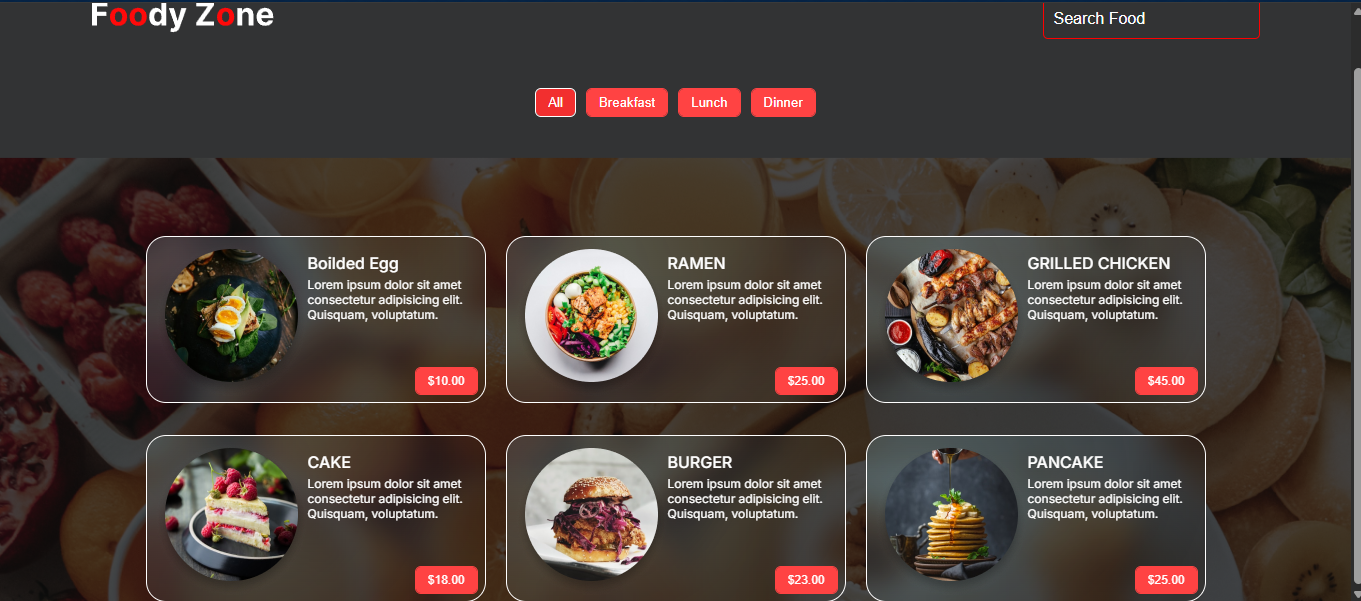 Foody Zone
Search Food
All Breakfast Lunch Dinner
Boilded Egg
Lorem ipsum dolor sit amet
consectetur adipisicing elit.
Quisquam, voluptatum.
$10.00
RAMEN
Lorem ipsum dolor sit amet
consectetur adipisicing elit.
Quisquam, voluptatum.
$25.00
GRILLED CHICKEN
Lorem ipsum dolor sit amet
consectetur adipisicing elit.
Quisquam, voluptatum.
$45.00
CAKE
Lorem ipsum dolor sit amet
consectetur adipisicing elit.
Quisquam, voluptatum.
$18.00
BURGER
Lorem ipsum dolor sit amet
consectetur adipisicing elit.
Quisquam, voluptatum.
$23.00
PANCAKE
Lorem ipsum dolor sit amet
consectetur adipisicing elit.
Quisquam, voluptatum.
$25.00